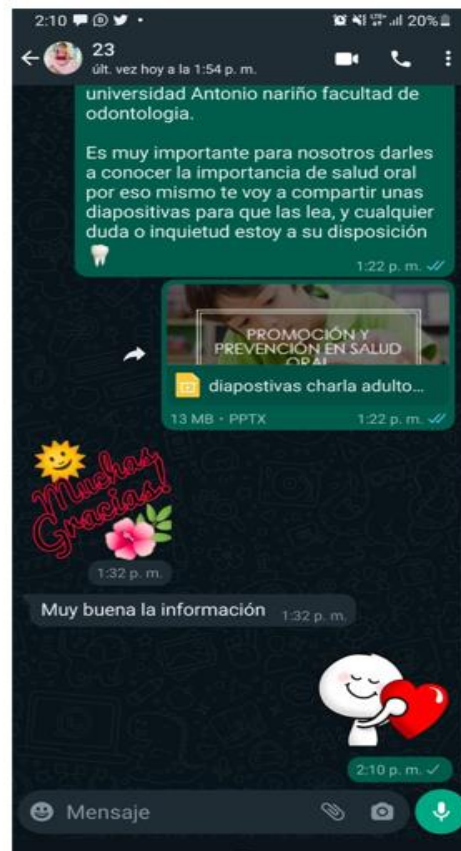 2:10
20%
23
últ. vez hoy a la 1:54 p. m.
universidad Antonio nariño facultad de
odontologia.
Es muy importante para nosotros darles
a conocer la importancia de salud oral
por eso mismo te voy a compartir unas
diapositivas para que las lea, y cualquier
duda o inquietud estoy a su disposición
1:22 p. m.
PROMOCIÓN Y
PREVENCIÓN EN SALUD
ORAL
diapostivas charla adulto...
13 MB • PPTX 1:22 p. m.
Muchas
Gracias!
1:32 p. m.
Muy buena la información 1:32 p. m.
2:10 p. m.
Mensaje